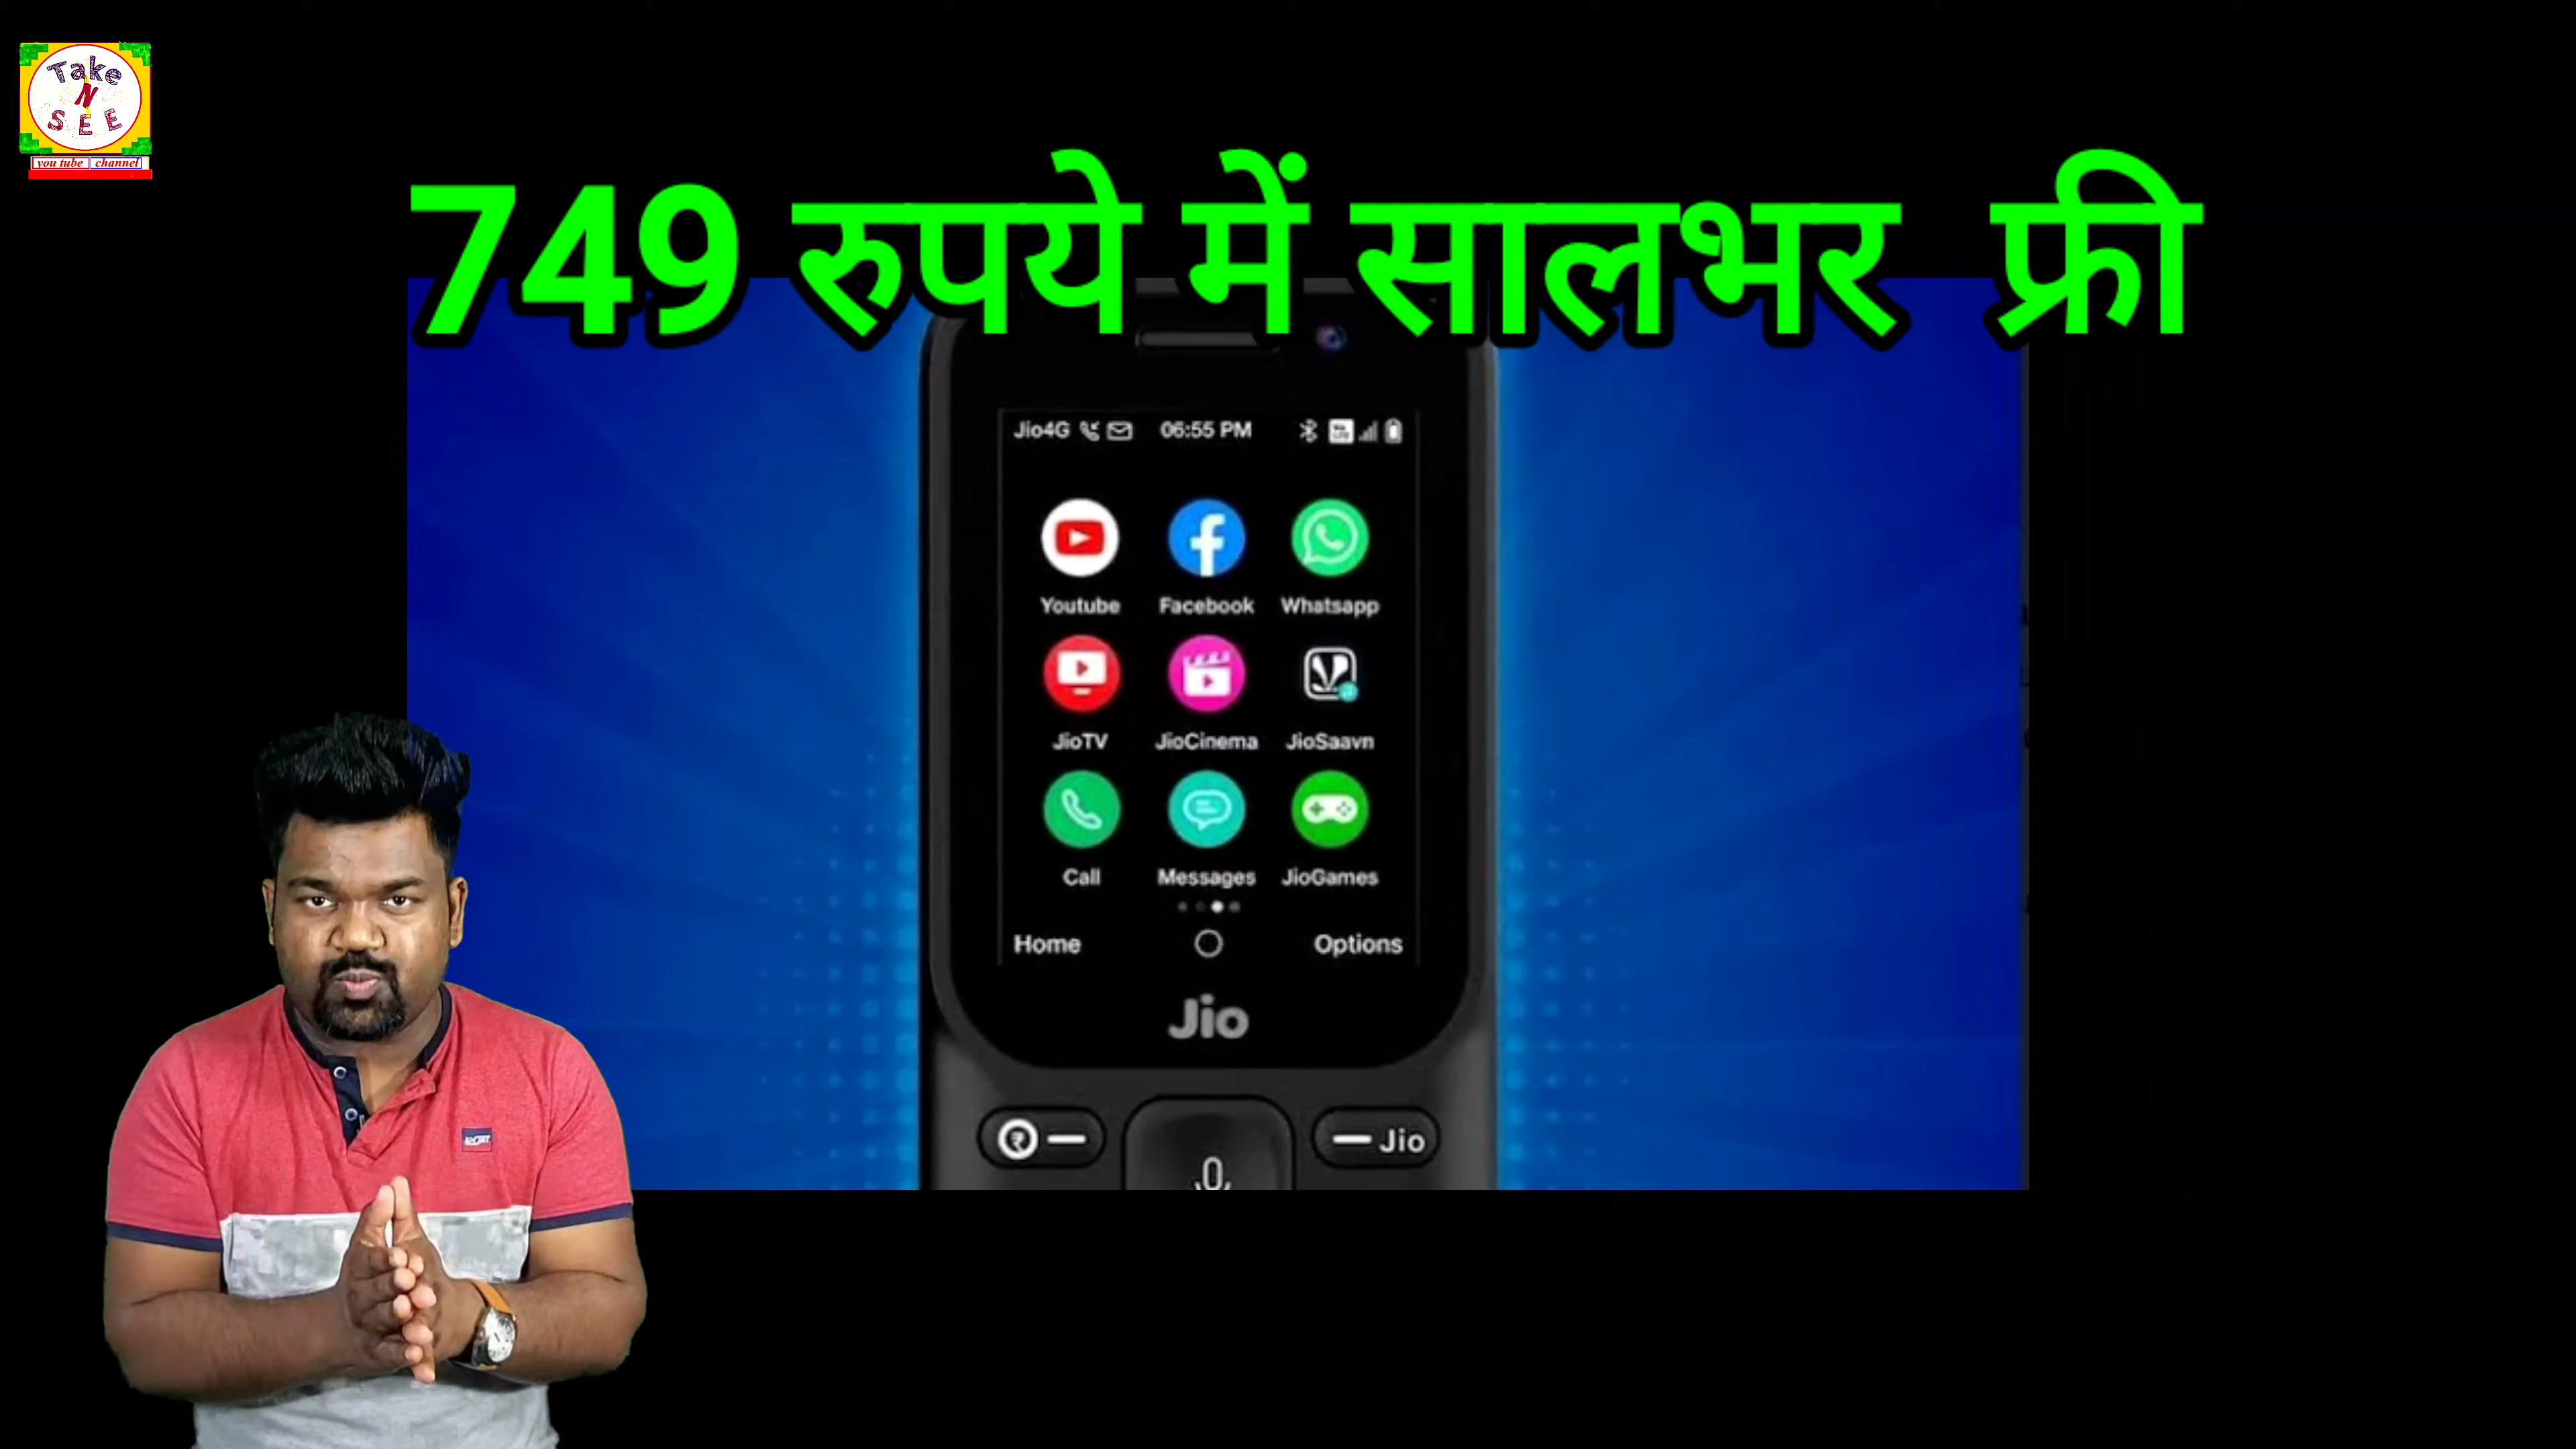 Take
N
SEE
you tube channel
749 रुपये में सालभर फ्री
Jio4G 06:55 PM
Youtube Facebook Whatsapp
JioTV JioCinema JioSaavn
Call Messages JioGames
Home Options
Jio
Jio